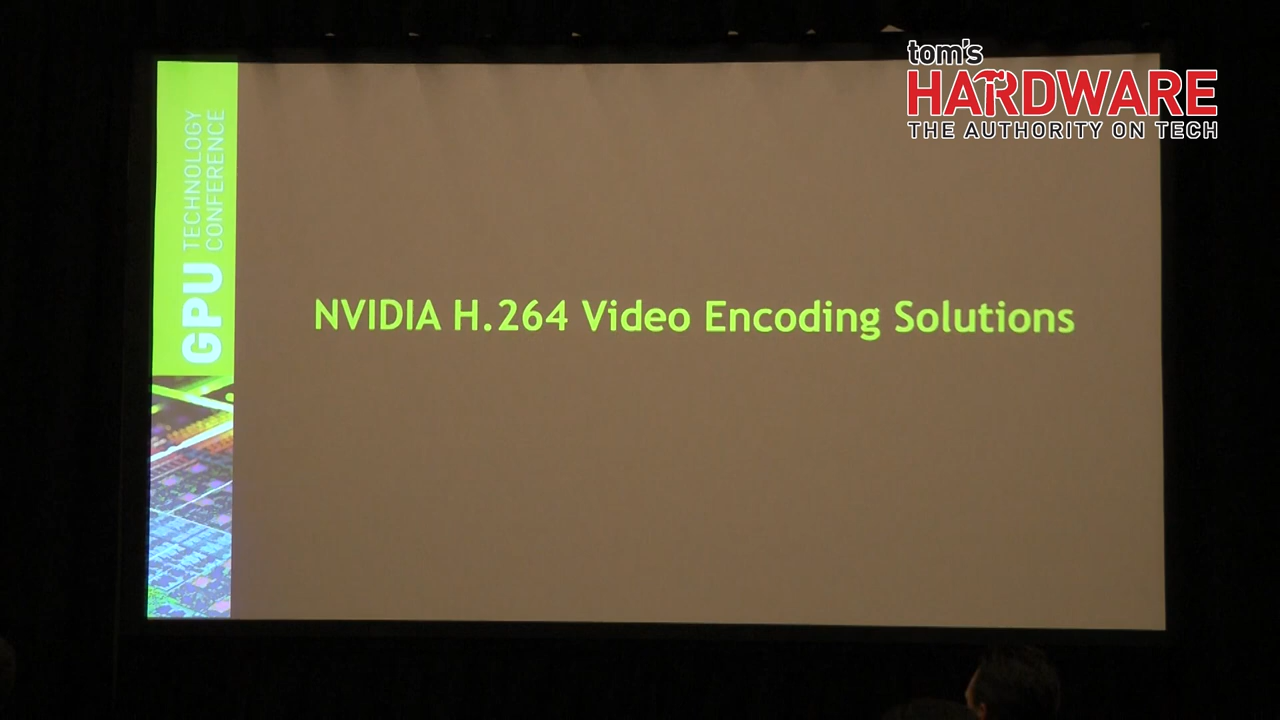 tom's
HARDWARE
THE AUTHORITY ON TECH
GPU TECHNOLOGY
CONFERENCE
NVIDIA H.264 Video Encoding Solutions